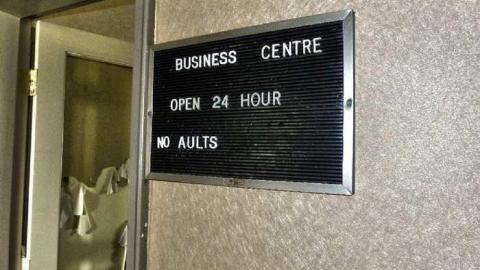 BUSINESS CENTRE
OPEN 24 HOUR
NO AULTS